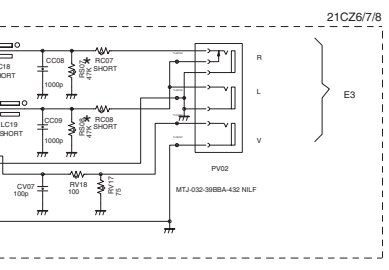 21CZ6/7/8
C18
SHORT
CC08
1000p
RS07
47K
*
RC07
SHORT
R
LC19
SHORT
CC09
1000p
RS08
47K
*
RC08
SHORT
L
E3
CV07
100p
RV18
100
RV17
75
V
PV02
MTJ-032-39BBA-432 NILF